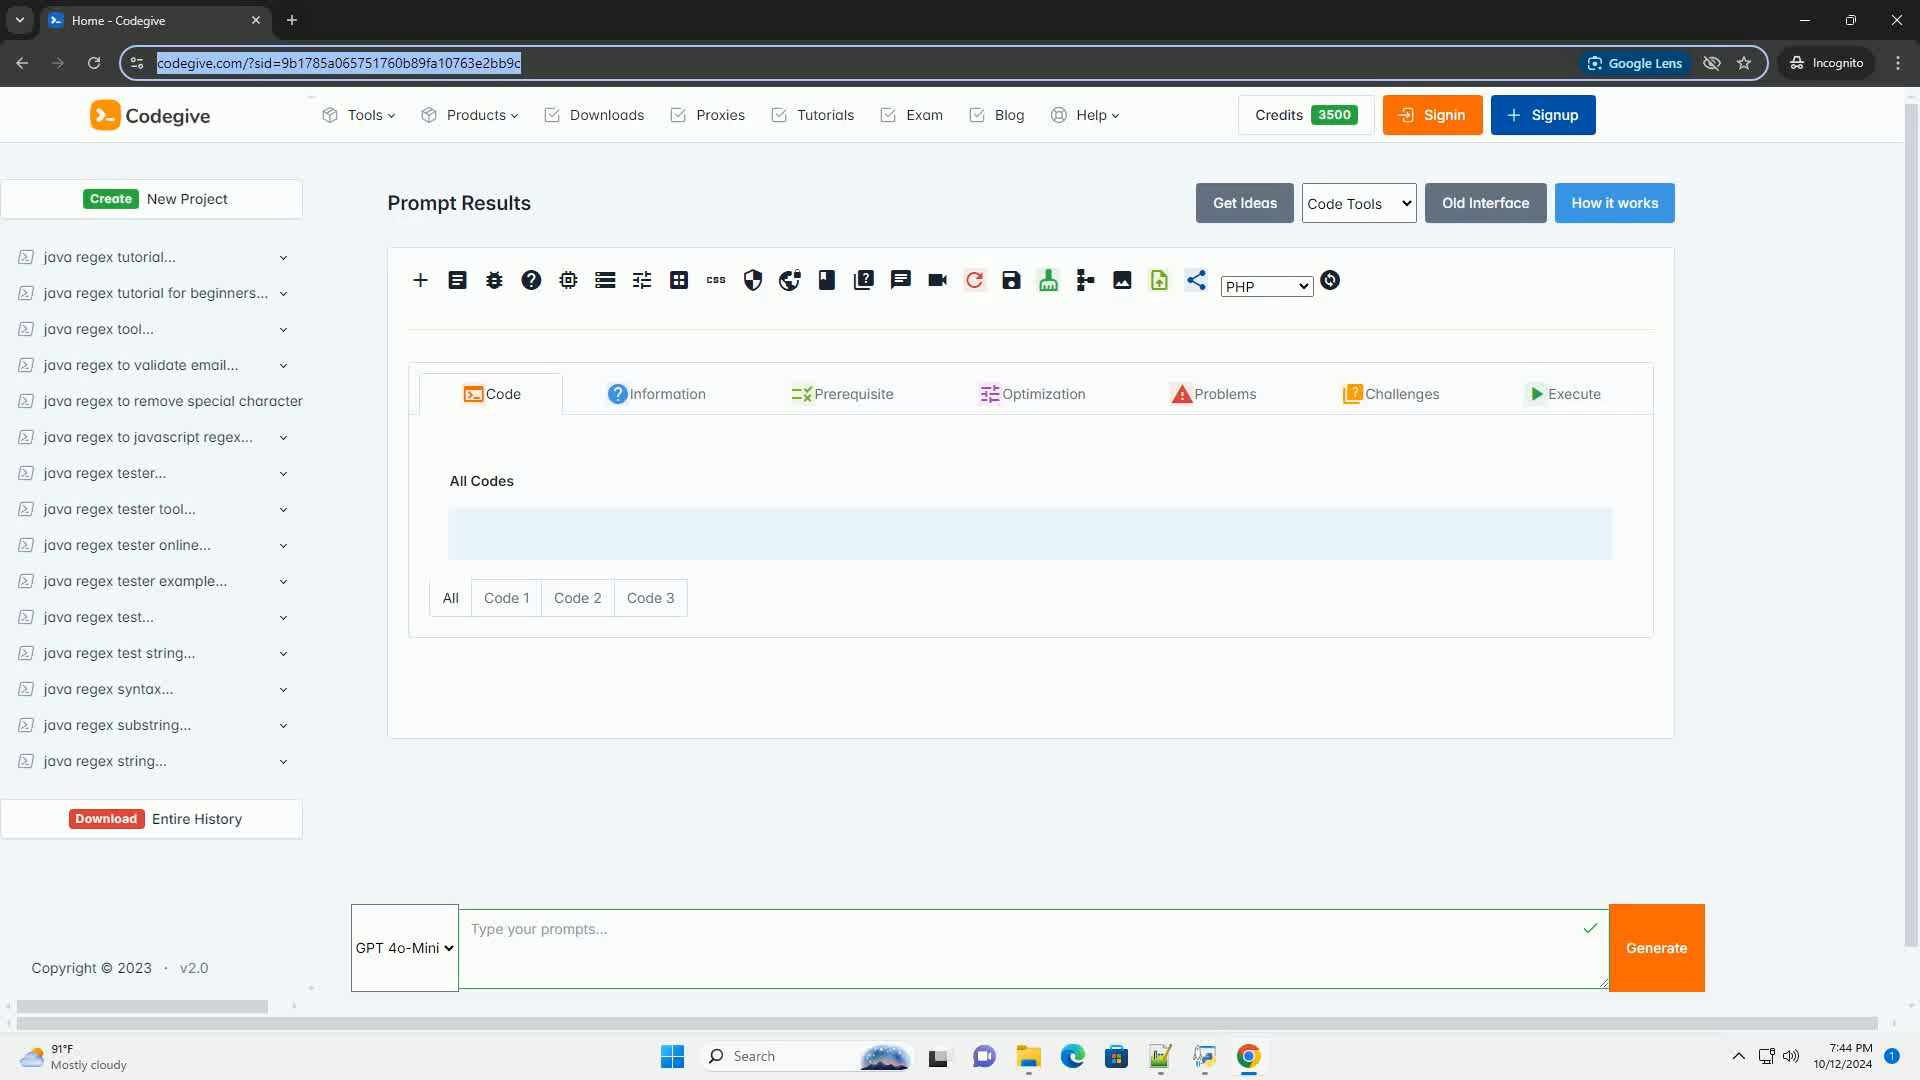 Home - Codegive
codegive.com/?sid=9b1785a065751760b89fa10763e2bb9c
Google Lens
Incognito
Codegive
Tools
Products
Downloads
Proxies
Tutorials
Exam
Blog
Help
Credits 3500
Signin
Signup
Create New Project
java regex tutorial...
java regex tutorial for beginners...
java regex tool...
java regex to validate email...
java regex to remove special character
java regex to javascript regex...
java regex tester...
java regex tester tool...
java regex tester online...
java regex tester example...
java regex test...
java regex test string...
java regex syntax...
java regex substring...
java regex string...
Download Entire History
Copyright © 2023 · v2.0
Prompt Results
Get Ideas
Code Tools
Old Interface
How it works
css
PHP
Code
Information
Prerequisite
Optimization
Problems
Challenges
Execute
All Codes
All
Code 1
Code 2
Code 3
GPT 4o-Mini
Type your prompts...
Generate
91°F
Mostly cloudy
Search
7:44 PM
10/12/2024
1